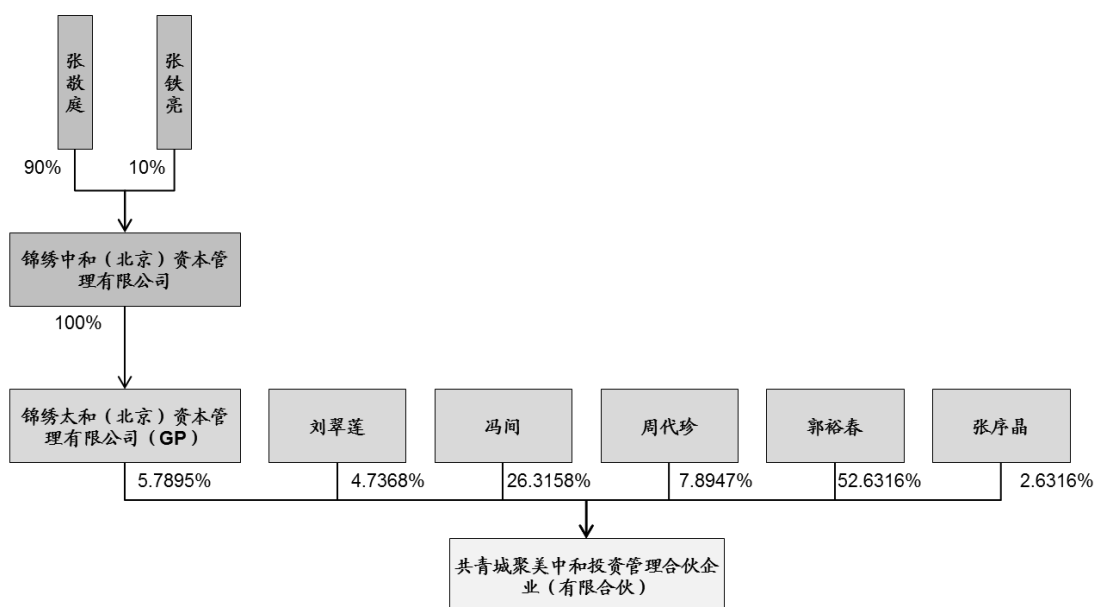 张敬庭
张铁亮
90%
10%
锦绣中和（北京）资本管
理有限公司
100%
锦绣太和（北京）资本管
理有限公司（GP）
刘翠莲
冯间
周代珍
郭裕春
张序晶
5.7895%
4.7368%
26.3158%
7.8947%
52.6316%
2.6316%
共青城聚美中和投资管理合伙企
业（有限合伙）